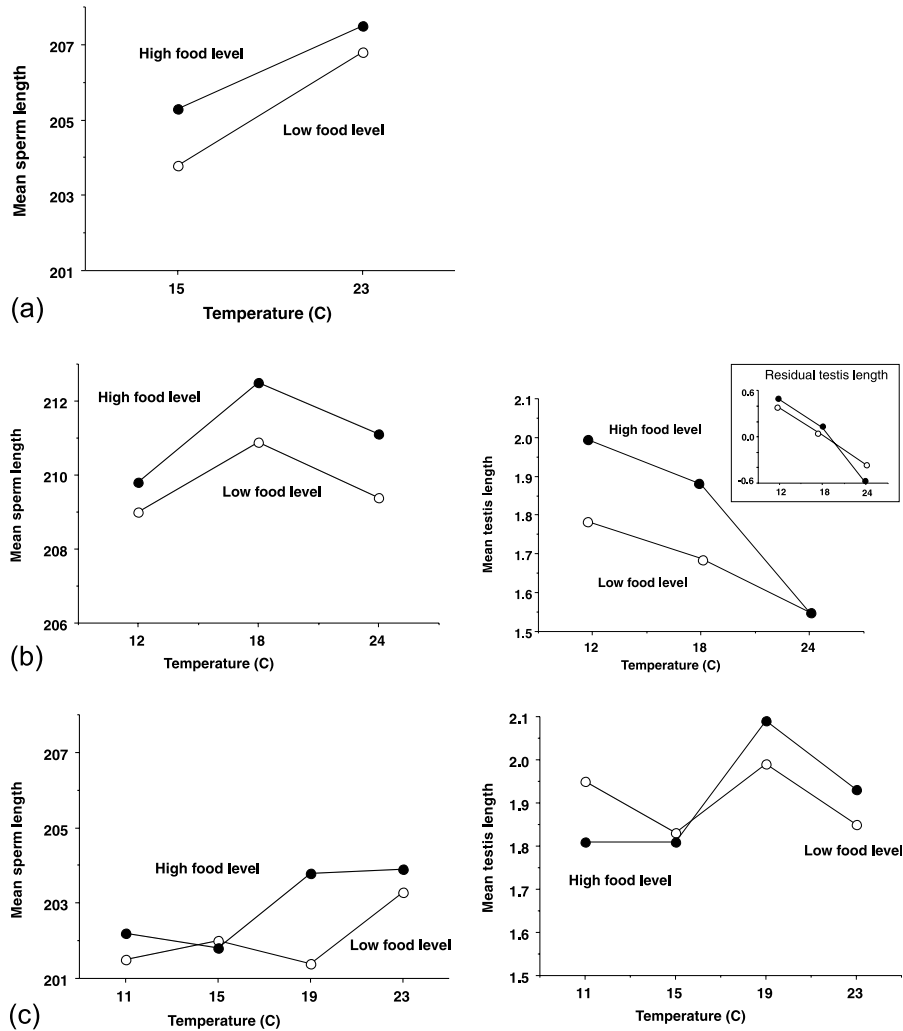 207
205
203
201
Mean sperm length
High food level
Low food level
15 23
Temperature (C)
(a)
212
210
208
206
Mean sperm length
High food level
Low food level
12 18 24
Temperature (C)
(b)
2.1
2.0
1.9
1.8
1.7
1.6
1.5
Mean testis length
High food level
Low food level
12 18 24
Temperature (C)
Residual testis length
0.6
0.0
-0.6
12 18 24
207
205
203
201
Mean sperm length
High food level
Low food level
11 15 19 23
Temperature (C)
(c)
2.1
2.0
1.9
1.8
1.7
1.6
1.5
Mean testis length
High food level
Low food level
11 15 19 23
Temperature (C)